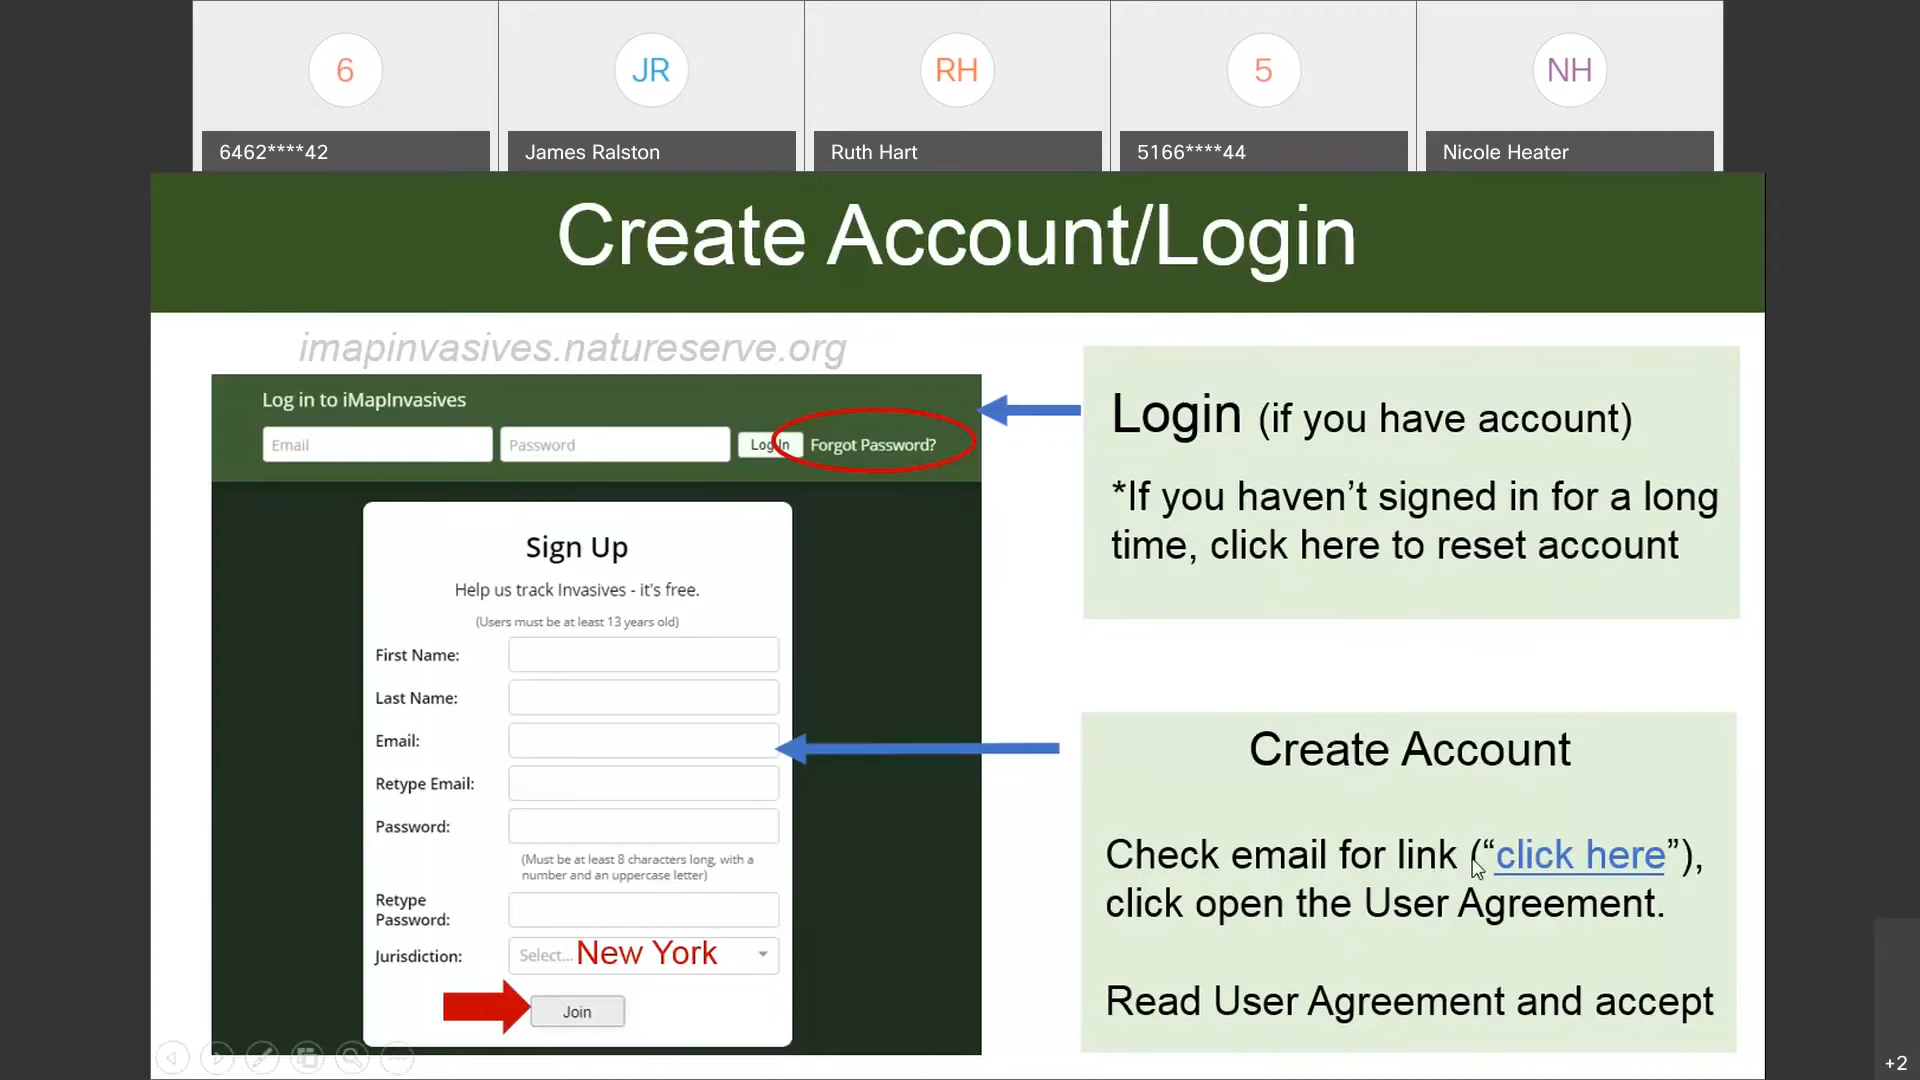 6
JR
RH
5
NH
6462****42
James Ralston
Ruth Hart
5166****44
Nicole Heater
Create Account/Login
imapinvasives.natureserve.org
Log in to iMapInvasives
Email
Password
Log In
Forgot Password?
Login (if you have account)
*If you haven’t signed in for a long
time, click here to reset account
Sign Up
Help us track Invasives - it's free.
(Users must be at least 13 years old)
First Name:
Last Name:
Email:
Retype Email:
Password:
(Must be at least 8 characters long, with a
number and an uppercase letter)
Retype
Password:
Jurisdiction:
Select... New York
Join
Create Account
Check email for link (“click here”),
click open the User Agreement.
Read User Agreement and accept
+2